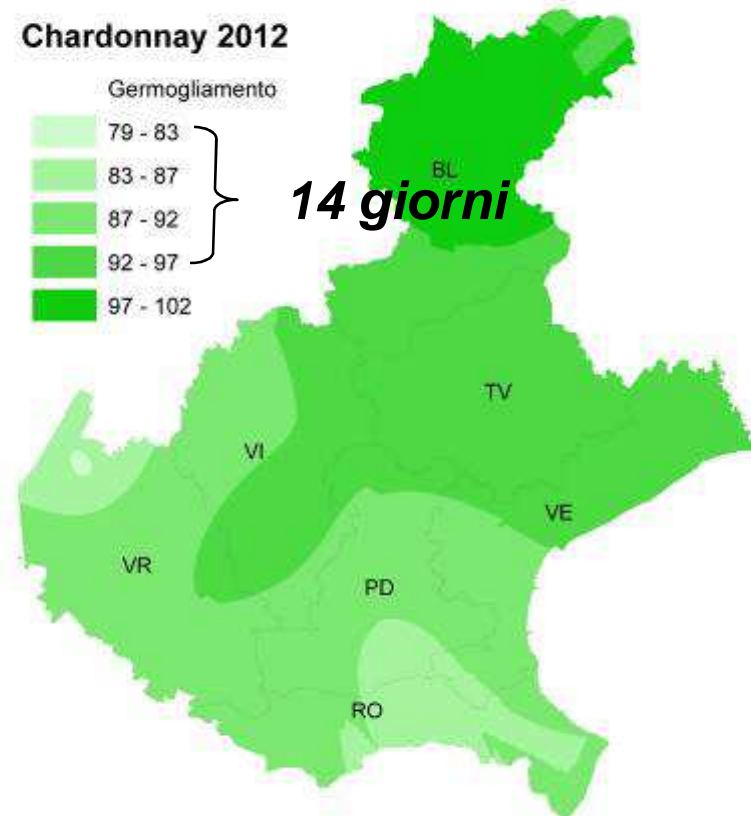 Chardonnay 2012
Germogliamento
79 - 83
83 - 87
87 - 92
92 - 97
97 - 102
14 giorni
BL
TV
VI
VE
VR
PD
RO